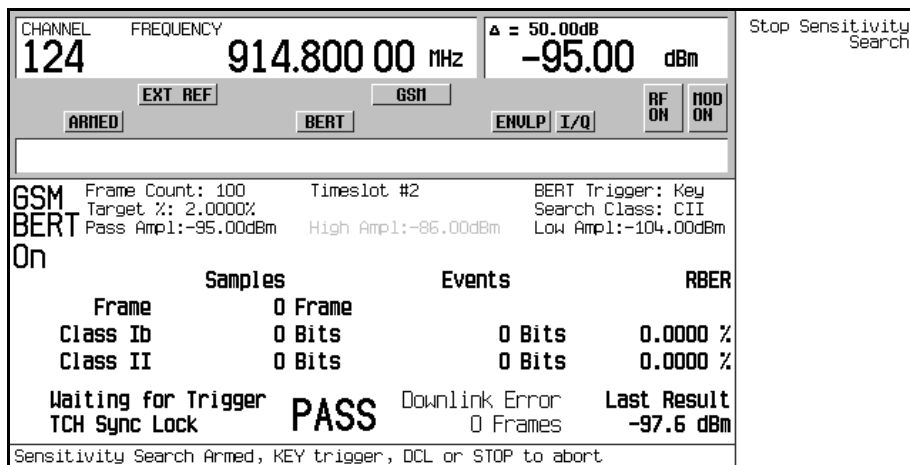 CHANNEL FREQUENCY Δ = 50.00dB Stop Sensitivity
124 914.800 00 MHz -95.00 dBm Search
EXT REF GSM RF ON MOD ON
ARMED BERT ENVLP I/Q
GSM BERT On
Frame Count: 100 Timeslot #2 BERT Trigger: Key
Target %: 2.0000% Search Class: CII
Pass Ampl:-95.00dBm High Ampl:-86.00dBm Low Ampl:-104.00dBm
Samples Events RBER
Frame 0 Frame
Class Ib 0 Bits 0 Bits 0.0000 %
Class II 0 Bits 0 Bits 0.0000 %
Waiting for Trigger PASS Downlink Error Last Result
TCH Sync Lock 0 Frames -97.6 dBm
Sensitivity Search Armed, KEY trigger, DCL or STOP to abort